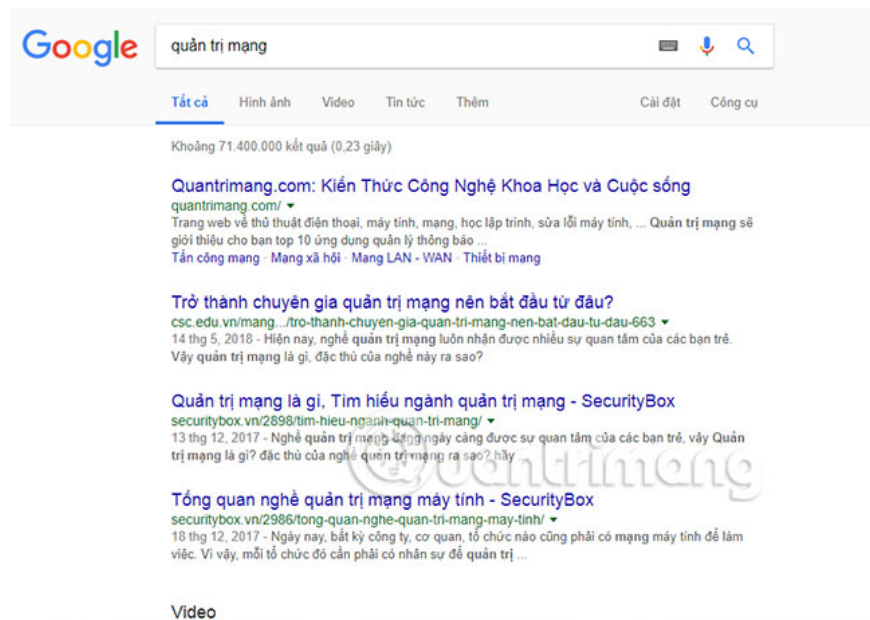 Google
quản trị mạng
Tất cả Hình ảnh Video Tin tức Thêm Cài đặt Công cụ
Khoảng 71.400.000 kết quả (0,23 giây)
Quantrimang.com: Kiến Thức Công Nghệ Khoa Học và Cuộc sống
quantrimang.com/
Trang web về thủ thuật điện thoại, máy tính, mạng, học lập trình, sửa lỗi máy tính, ... Quản trị mạng sẽ
giới thiệu cho bạn top 10 ứng dụng quản lý thông báo ...
Tấn công mạng · Mạng xã hội · Mạng LAN - WAN · Thiết bị mạng
Trở thành chuyên gia quản trị mạng nên bắt đầu từ đâu?
csc.edu.vn/mang.../tro-thanh-chuyen-gia-quan-tri-mang-nen-bat-dau-tu-dau-663
14 thg 5, 2018 - Hiện nay, nghề quản trị mạng luôn nhận được nhiều sự quan tâm của các bạn trẻ.
Vậy quản trị mạng là gì, đặc thù của nghề này ra sao?
Quản trị mạng là gì, Tìm hiểu ngành quản trị mạng - SecurityBox
securitybox.vn/2898/tim-hieu-nganh-quan-tri-mang/
13 thg 12, 2017 - Nghề quản trị mạng đang ngày càng được sự quan tâm của các bạn trẻ, vậy Quản
trị mạng là gì? đặc thù của nghề quản trị mạng ra sao? hãy ...
Quantrimang
Tổng quan nghề quản trị mạng máy tính - SecurityBox
securitybox.vn/2986/tong-quan-nghe-quan-tri-mang-may-tinh/
18 thg 12, 2017 - Ngày nay, bất kỳ công ty, cơ quan, tổ chức nào cũng phải có mạng máy tính để làm
việc. Vì vậy, mỗi tổ chức đó cần phải có nhân sự để quản trị ...
Video